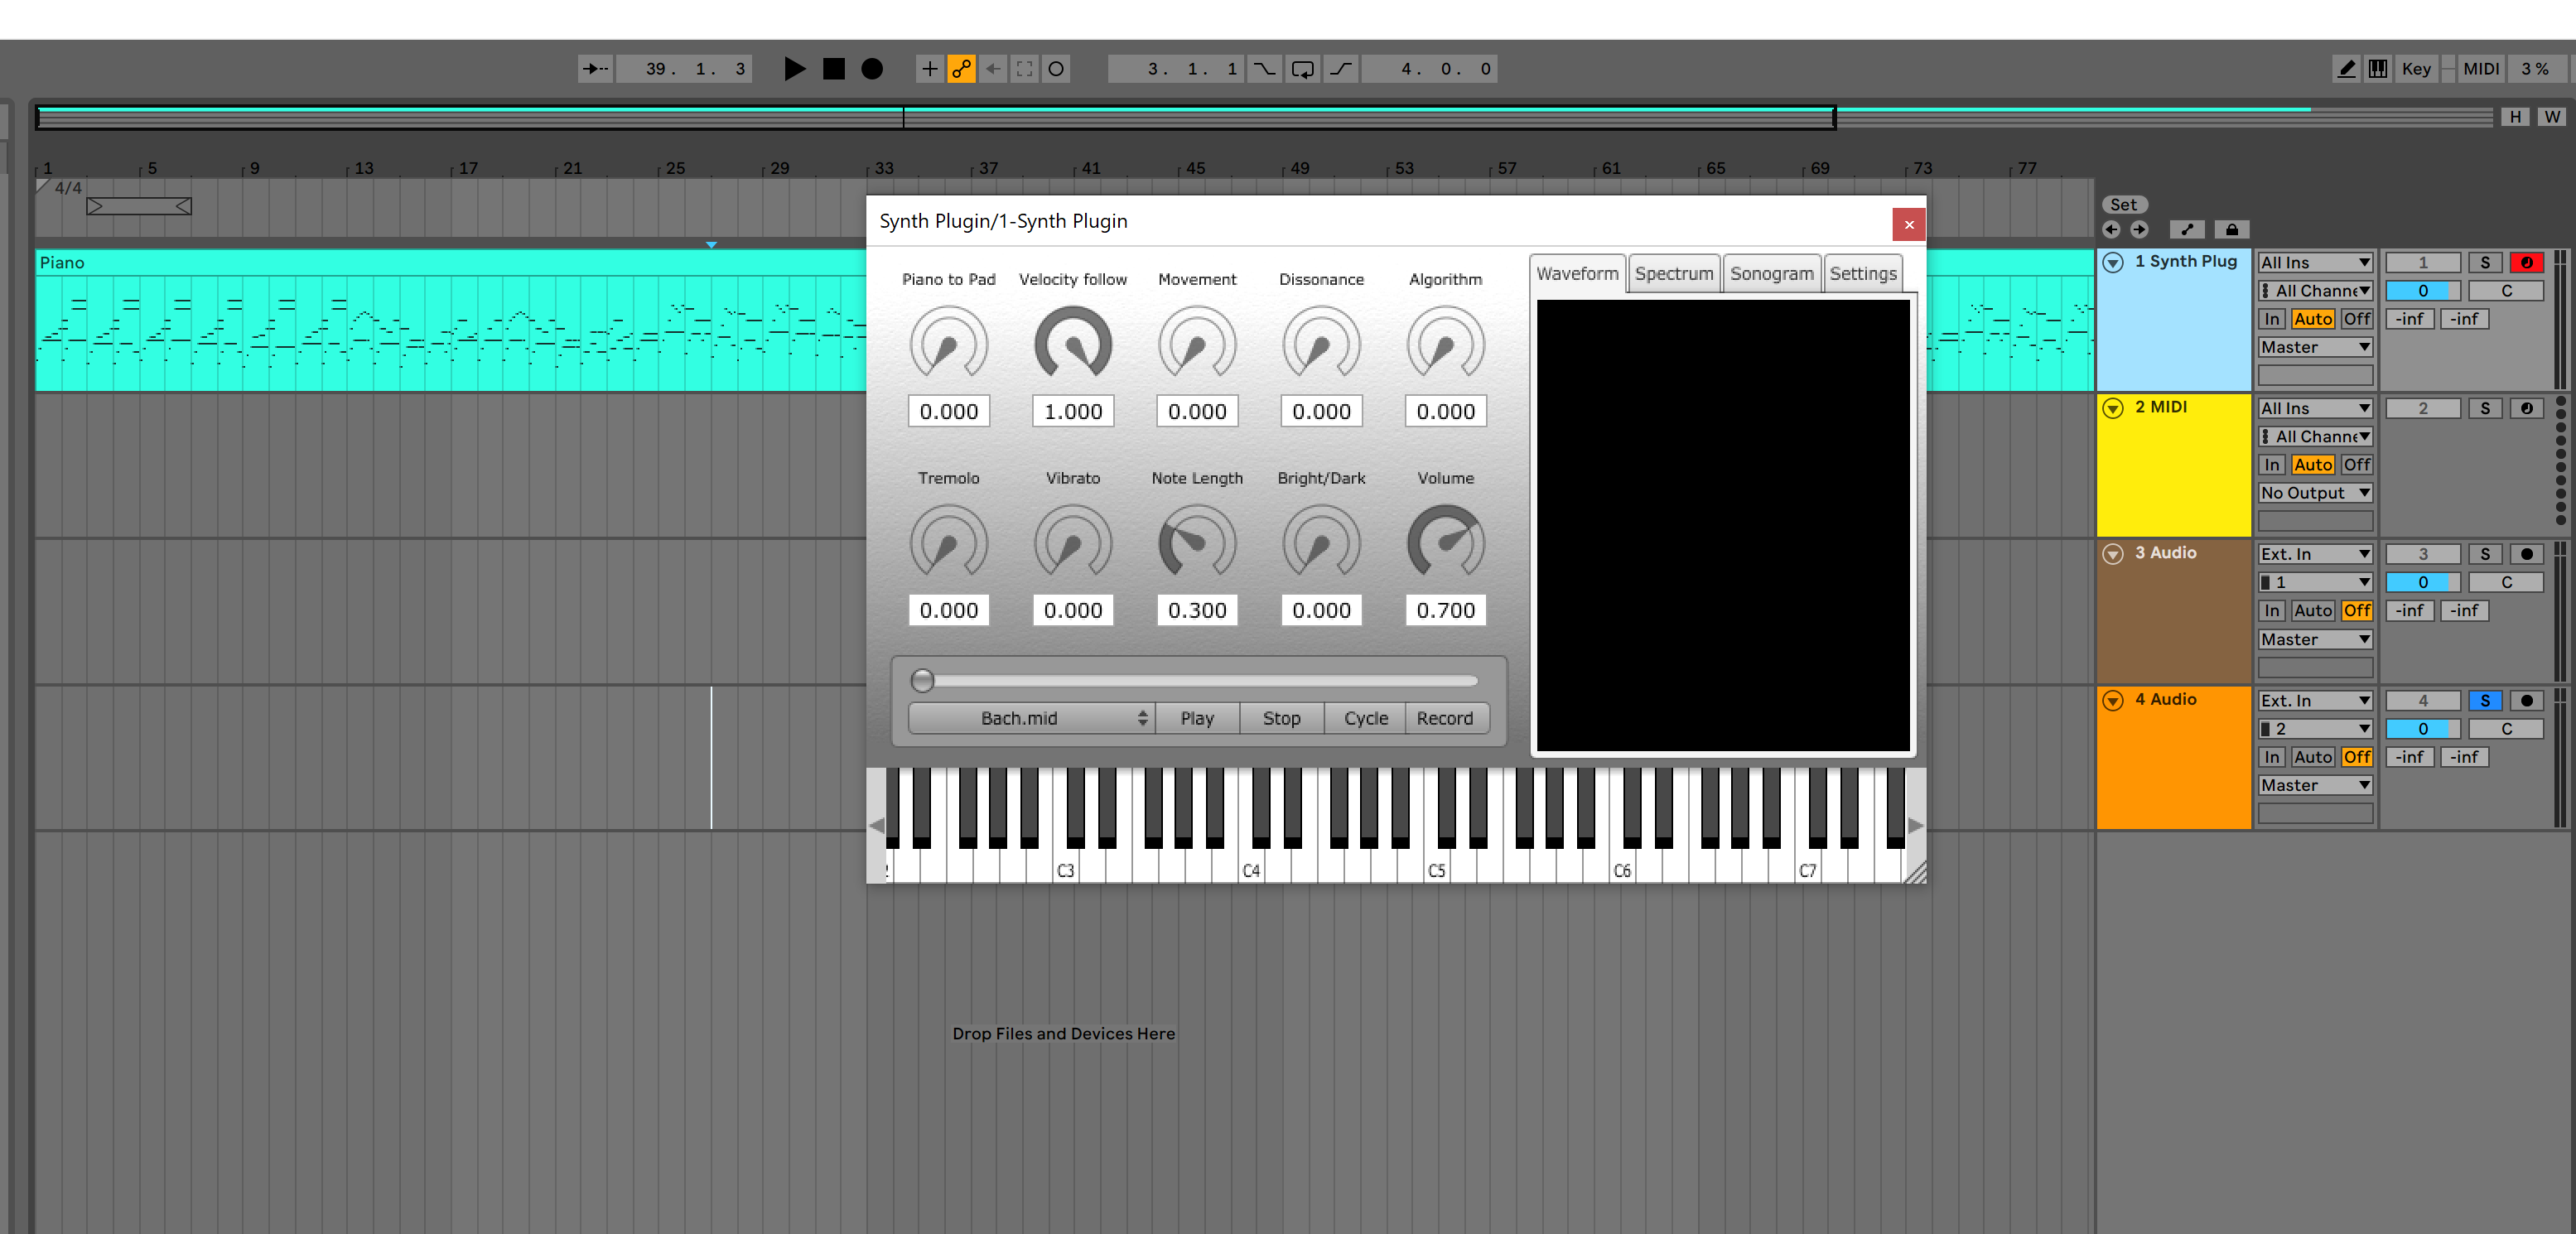 39. 1. 3 3. 1. 1 4. 0. 0 Key MIDI 3 %
H W
1 5 9 13 17 21 25 29 33 37 41 45 49 53 57 61 65 69 73 77
4/4
Set
Synth Plugin/1-Synth Plugin
Piano
Piano to Pad Velocity follow Movement Dissonance Algorithm
0.000 1.000 0.000 0.000 0.000
Tremolo Vibrato Note Length Bright/Dark Volume
0.000 0.000 0.300 0.000 0.700
Bach.mid Play Stop Cycle Record
Waveform Spectrum Sonogram Settings
C3 C4 C5 C6 C7
Drop Files and Devices Here
1 Synth Plug All Ins 1 S
All Channe 0 C
In Auto Off -inf -inf
Master
2 MIDI All Ins 2 S
All Channe
In Auto Off
No Output
3 Audio Ext. In 3 S
1 0 C
In Auto Off -inf -inf
Master
4 Audio Ext. In 4 S
2 0 C
In Auto Off -inf -inf
Master